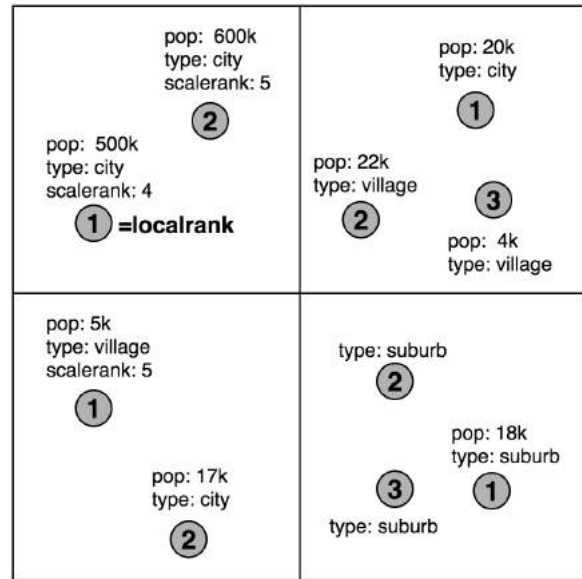 pop: 600k
type: city
scalerank: 5
2
pop: 500k
type: city
scalerank: 4
1 =localrank
pop: 20k
type: city
1
pop: 22k
type: village
2
3
pop: 4k
type: village
pop: 5k
type: village
scalerank: 5
1
pop: 17k
type: city
2
type: suburb
2
pop: 18k
type: suburb
3
1
type: suburb